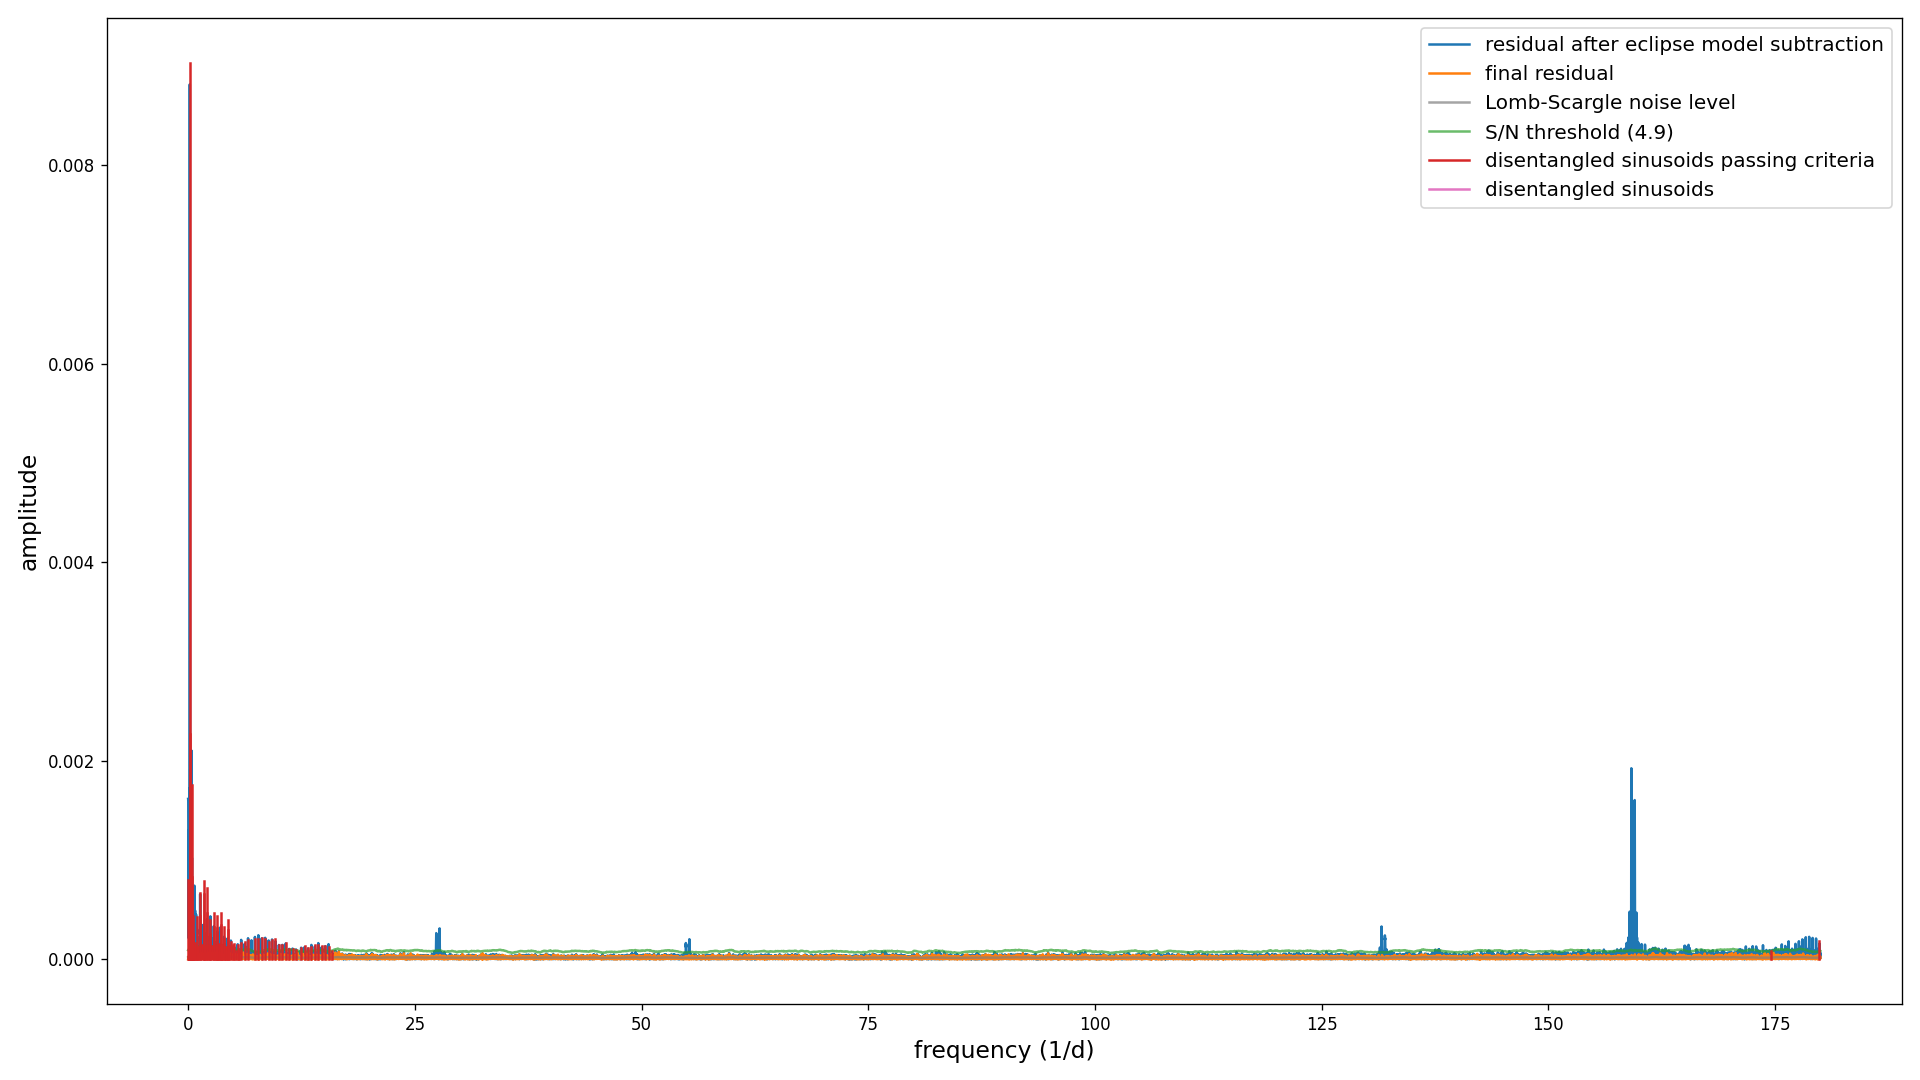 residual after eclipse model subtraction
final residual
Lomb-Scargle noise level
S/N threshold (4.9)
disentangled sinusoids passing criteria
disentangled sinusoids
amplitude
0.008
0.006
0.004
0.002
0.000
0 25 50 75 100 125 150 175
frequency (1/d)